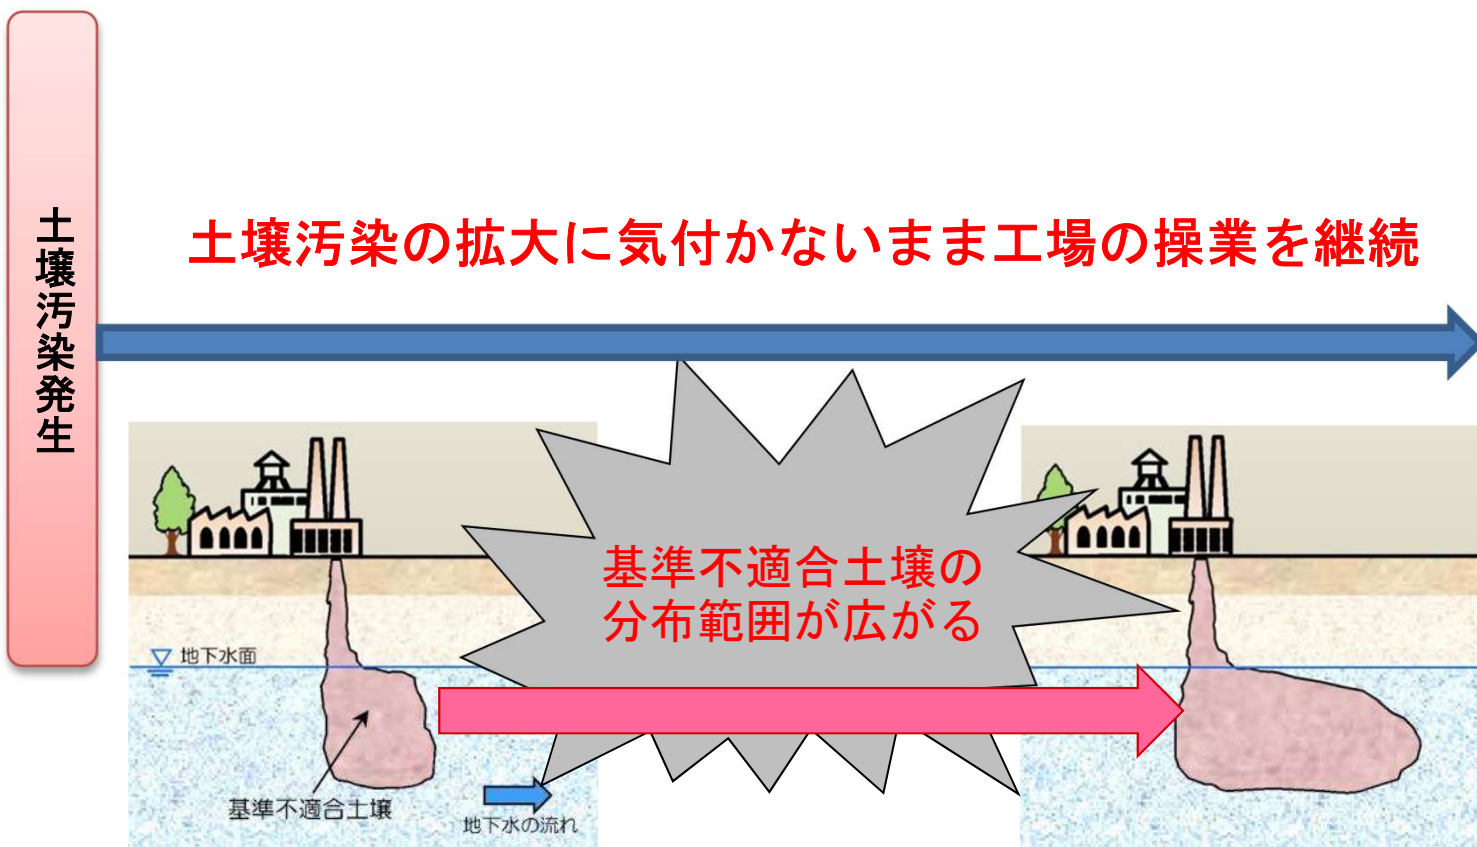 土壌汚染発生
土壌汚染の拡大に気付かないまま工場の操業を継続
基準不適合土壌の
分布範囲が広がる
地下水面
基準不適合土壌
地下水の流れ